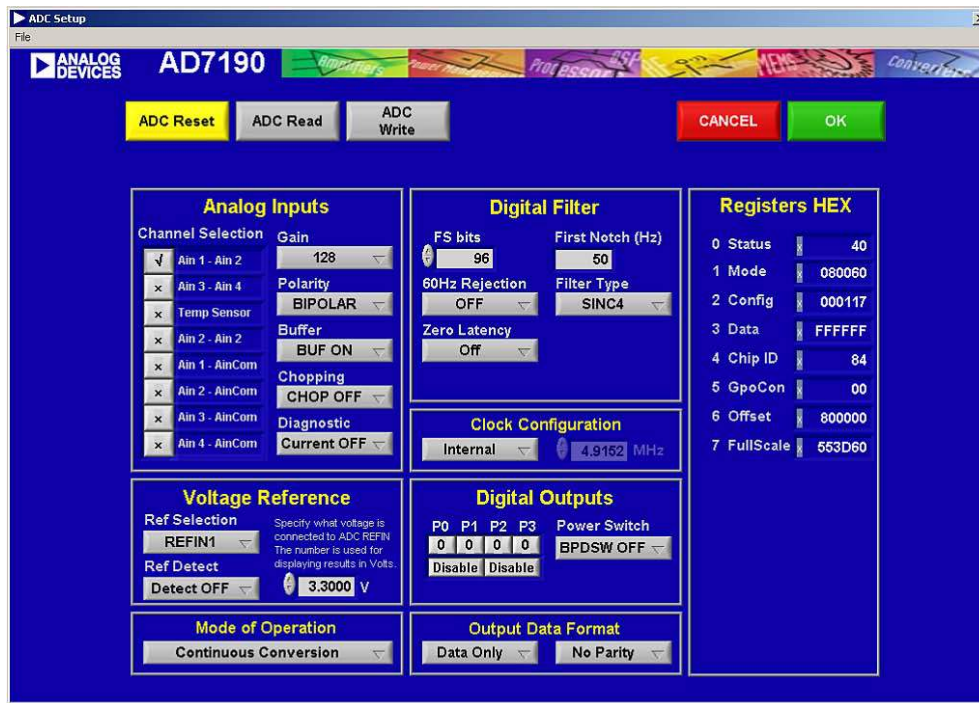 ADC Setup
File
ANALOG DEVICES
AD7190
Amplifiers
Power Management
Processors
DSP
MEMS
Converters
ADC Reset
ADC Read
ADC Write
CANCEL
OK
Analog Inputs
Channel Selection
√ Ain 1 - Ain 2
× Ain 3 - Ain 4
× Temp Sensor
× Ain 2 - Ain 2
× Ain 1 - AinCom
× Ain 2 - AinCom
× Ain 3 - AinCom
× Ain 4 - AinCom
Gain
128
Polarity
BIPOLAR
Buffer
BUF ON
Chopping
CHOP OFF
Diagnostic
Current OFF
Digital Filter
FS bits
96
First Notch (Hz)
50
60Hz Rejection
OFF
Filter Type
SINC4
Zero Latency
Off
Clock Configuration
Internal
4.9152 MHz
Registers HEX
0 Status x 40
1 Mode x 080060
2 Config x 000117
3 Data x FFFFFF
4 Chip ID x 84
5 GpoCon x 00
6 Offset x 800000
7 FullScale x 553D60
Voltage Reference
Ref Selection
REFIN1
Ref Detect
Detect OFF
Specify what voltage is
connected to ADC REFIN
The number is used for
displaying results in Volts.
3.3000 V
Digital Outputs
P0 P1 P2 P3
0 0 0 0
Disable Disable
Power Switch
BPDSW OFF
Mode of Operation
Continuous Conversion
Output Data Format
Data Only
No Parity